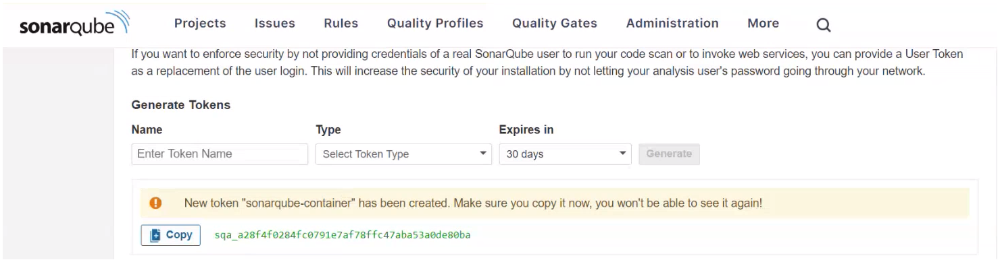 sonarqube Projects Issues Rules Quality Profiles Quality Gates Administration More
If you want to enforce security by not providing credentials of a real SonarQube user to run your code scan or to invoke web services, you can provide a User Token
as a replacement of the user login. This will increase the security of your installation by not letting your analysis user's password going through your network.
Generate Tokens
Name Type Expires in
Enter Token Name Select Token Type 30 days Generate
New token "sonarqube-container" has been created. Make sure you copy it now, you won't be able to see it again!
Copy sqa_a28f4f0284fc0791e7af78ffc47aba53a0de80ba